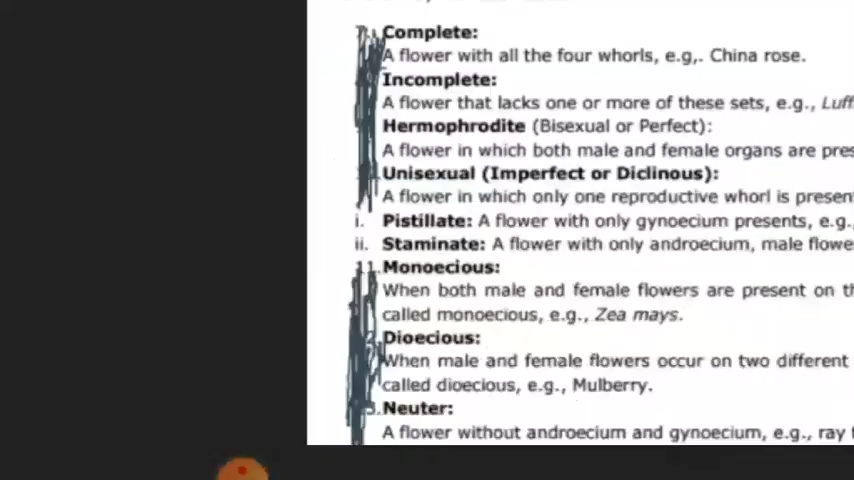 7. Complete:
A flower with all the four whorls, e.g,. China rose.
Incomplete:
A flower that lacks one or more of these sets, e.g.,
Hermophrodite (Bisexual or Perfect):
A flower in which both male and female organs are
Unisexual (Imperfect or Diclinous):
A flower in which only one reproductive whorl is
i. Pistillate: A flower with only gynoecium presents, e.g.,
ii. Staminate: A flower with only androecium, male
11. Monoecious:
When both male and female flowers are present on
called monoecious, e.g., Zea mays.
Dioecious:
When male and female flowers occur on two different
called dioecious, e.g., Mulberry.
Neuter:
A flower without androecium and gynoecium, e.g., ray